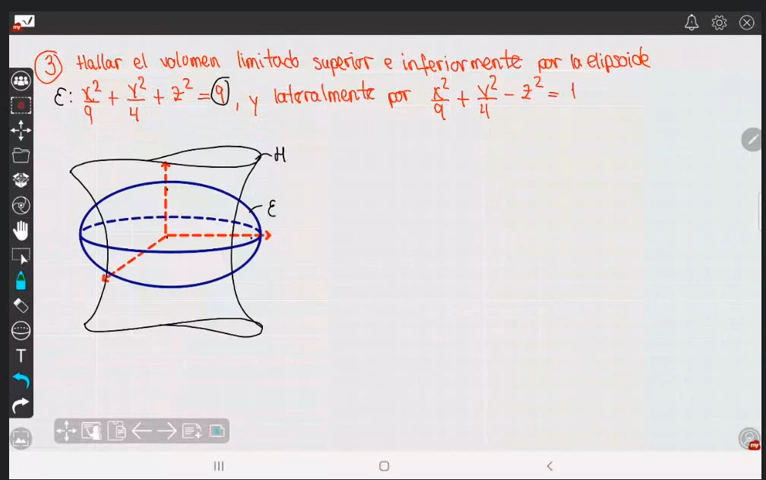 ③ Hallar el volumen limitado superior e inferiormente por la elipsoide
ε: x²/9 + y²/4 + z² = 9, y lateralmente por x²/9 + y²/4 - z² = 1
H
ε